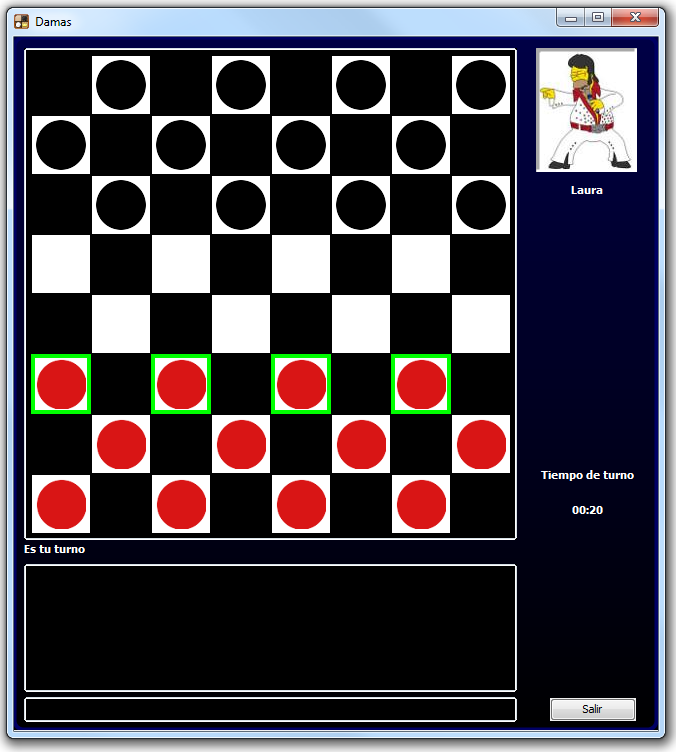 Damas
Laura
Tiempo de turno
00:20
Es tu turno
Salir